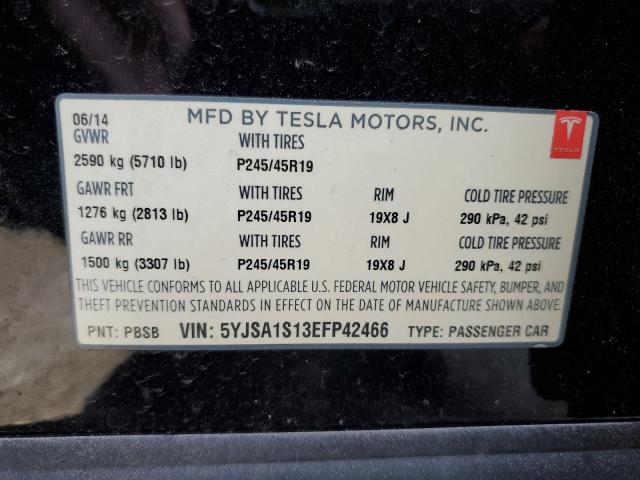 06/14 MFD BY TESLA MOTORS, INC.
TESLA
GVWR WITH TIRES
2590 kg (5710 lb) P245/45R19
GAWR FRT WITH TIRES RIM COLD TIRE PRESSURE
1276 kg (2813 lb) P245/45R19 19X8 J 290 kPa, 42 psi
GAWR RR WITH TIRES RIM COLD TIRE PRESSURE
1500 kg (3307 lb) P245/45R19 19X8 J 290 kPa, 42 psi
THIS VEHICLE CONFORMS TO ALL APPLICABLE U.S. FEDERAL MOTOR VEHICLE SAFETY, BUMPER, AND
THEFT PREVENTION STANDARDS IN EFFECT ON THE DATE OF MANUFACTURE SHOWN ABOVE.
PNT: PBSB VIN: 5YJSA1S13EFP42466 TYPE: PASSENGER CAR